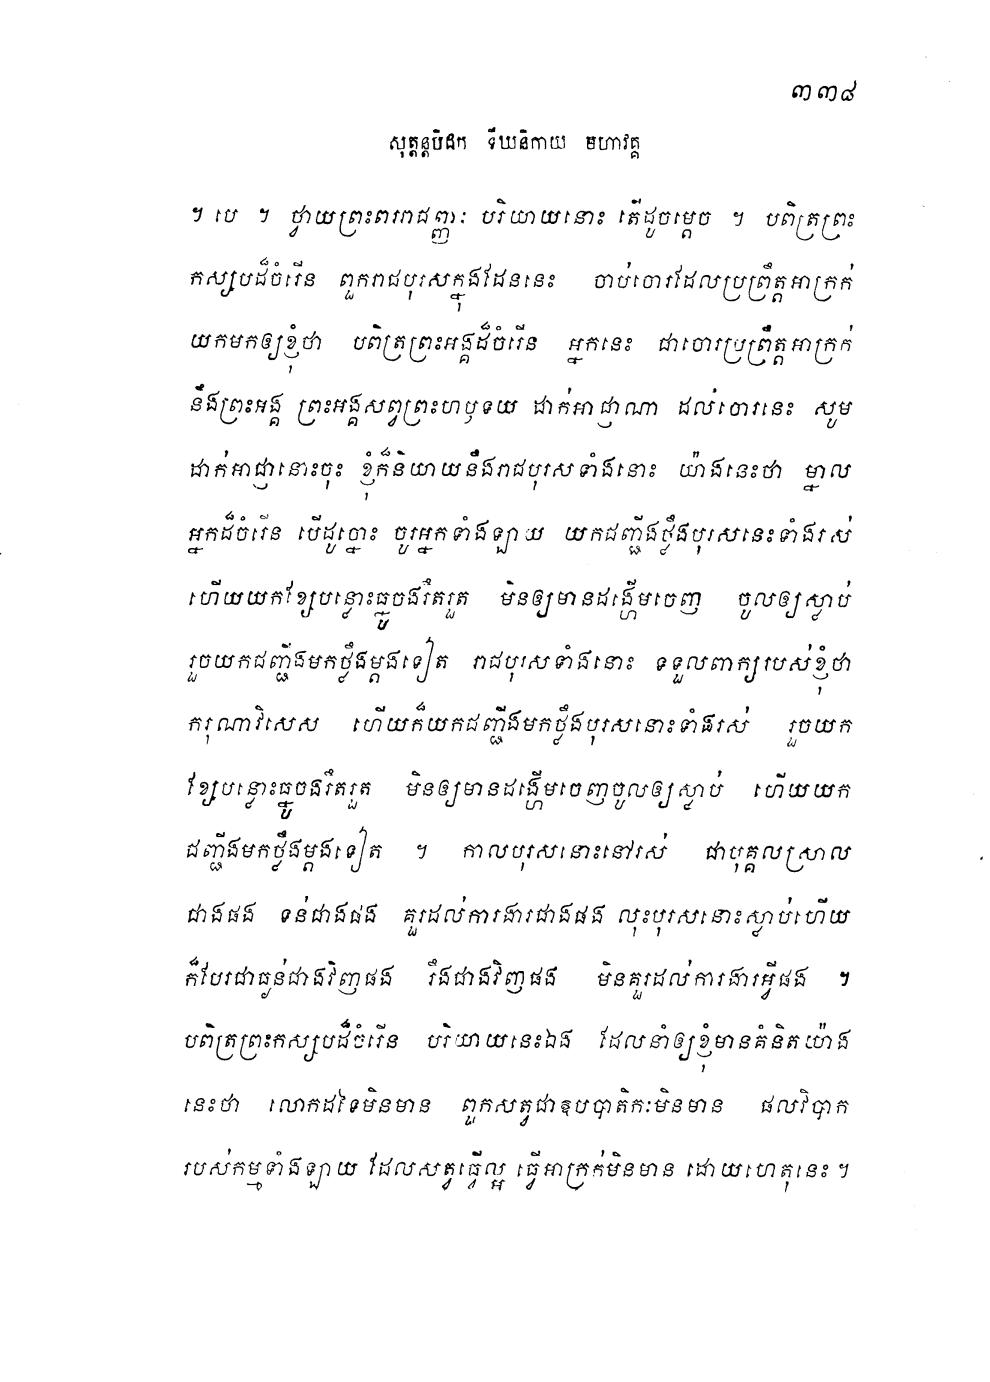 ៣៣៨
សុត្តន្តបិដក ទីឃនិកាយ មហាវគ្គ
។ បេ ។ ថ្វាយព្រះពររាជញ្ញៈ បរិយាយនោះ តើដូចម្ដេច ។ បពិត្រព្រះ
កស្សបដ៏ចំរើន ពួករាជបុរសក្នុងដែននេះ ចាប់ចោរដែលប្រព្រឹត្តអាក្រក់
យកមកឲ្យខ្ញុំថា បពិត្រព្រះអង្គដ៏ចំរើន អ្នកនេះ ជាចោរប្រព្រឹត្តអាក្រក់
នឹងព្រះអង្គ ព្រះអង្គសព្វព្រះហឫទយ ដាក់អាជ្ញាណា ដល់ចោរនេះ សូម
ដាក់អាជ្ញានោះចុះ ខ្ញុំក៏និយាយនឹងរាជបុរសទាំងនោះ យ៉ាងនេះថា ម្នាល
អ្នកដ៏ចំរើន បើដូច្នោះ ចូរអ្នកទាំងឡាយ យកជញ្ជីងថ្លឹងបុរសនេះទាំងរស់
ហើយយកខ្សែបន្ទោះធ្នូចងរឹតរួត មិនឲ្យមានដង្ហើមចេញ ចូលឲ្យស្លាប់
រួចយកជញ្ជីងមកថ្លឹងម្ដងទៀត រាជបុរសទាំងនោះ ទទួលពាក្យរបស់ខ្ញុំថា
ករុណាវិសេស ហើយក៏យកជញ្ជីងមកថ្លឹងបុរសនោះទាំងរស់ រួចយក
ខ្សែបន្ទោះធ្នូចងរឹតរួត មិនឲ្យមានដង្ហើមចេញចូលឲ្យស្លាប់ ហើយយក
ជញ្ជីងមកថ្លឹងម្ដងទៀត ។ កាលបុរសនោះនៅរស់ ជាបុគ្គលស្រាល
ជាងផង ទន់ជាងផង គួរដល់ការងារជាងផង លុះបុរសនោះស្លាប់ហើយ
ក៏បែរជាធ្ងន់ជាងវិញផង រឹងជាងវិញផង មិនគួរដល់ការងារអ្វីផង ។
បពិត្រព្រះកស្សបដ៏ចំរើន បរិយាយនេះឯង ដែលនាំឲ្យខ្ញុំមានគំនិតយ៉ាង
នេះថា លោកដទៃមិនមាន ពួកសត្វជាឧបបាតិកៈមិនមាន ផលវិបាក
របស់កម្មទាំងឡាយ ដែលសត្វធ្វើល្អ ធ្វើអាក្រក់មិនមាន ដោយហេតុនេះ ។